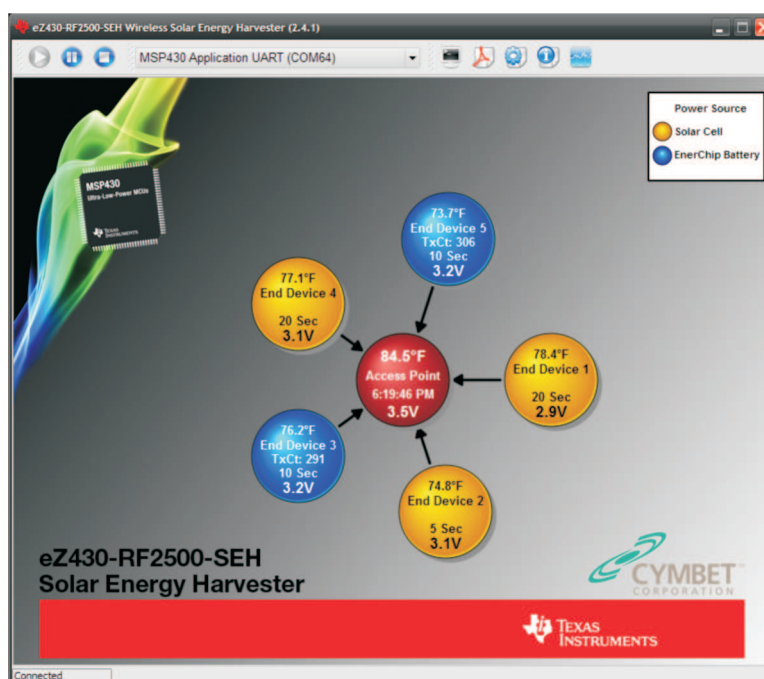 eZ430-RF2500-SEH Wireless Solar Energy Harvester (2.4.1)
MSP430 Application UART (COM64)
Power Source
Solar Cell
EnerChip Battery
MSP430
Ultra-Low-Power MCUs
TEXAS
INSTRUMENTS
73.7°F
End Device 5
TxCt: 306
10 Sec
3.2V
77.1°F
End Device 4
20 Sec
3.1V
84.5°F
Access Point
6:19:46 PM
3.5V
78.4°F
End Device 1
20 Sec
2.9V
76.2°F
End Device 3
TxCt: 291
10 Sec
3.2V
74.8°F
End Device 2
5 Sec
3.1V
eZ430-RF2500-SEH
Solar Energy Harvester
CYMBET
CORPORATION
TEXAS
INSTRUMENTS
Connected